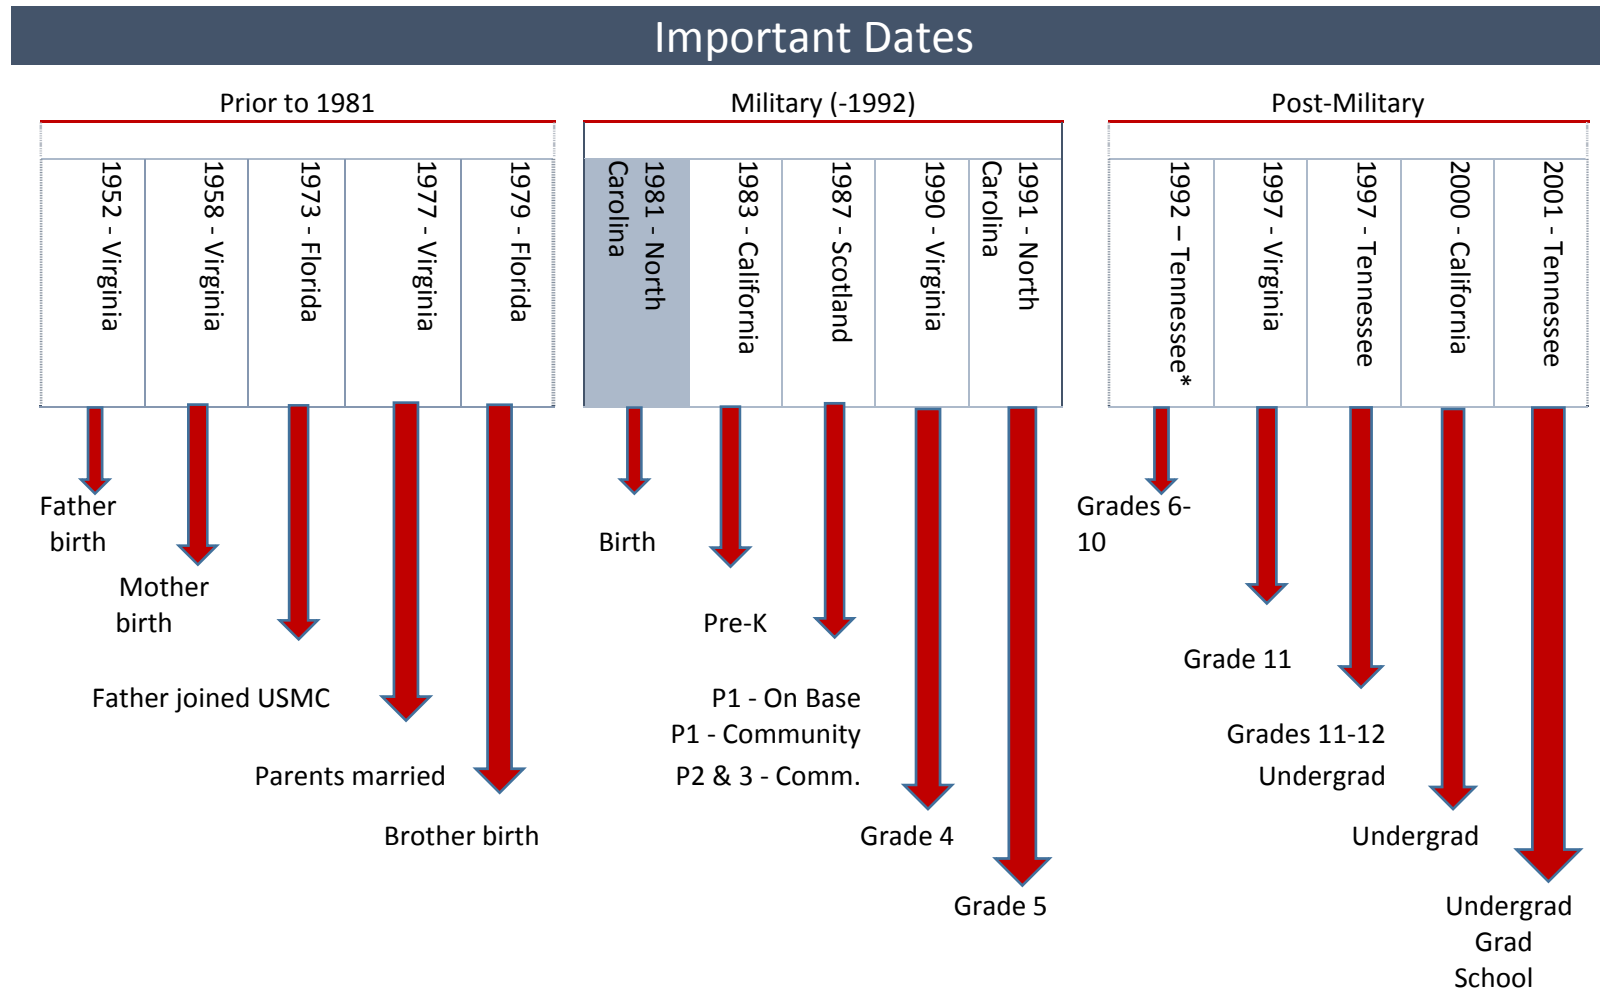 Important Dates
Prior to 1981
1952 - Virginia
1958 - Virginia
1973 - Florida
1977 - Virginia
1979 - Florida
Father
birth
Mother
birth
Father joined USMC
Parents married
Brother birth
Military (-1992)
1981 - North
Carolina
1983 - California
1987 - Scotland
1990 - Virginia
1991 - North
Carolina
Birth
Pre-K
P1 - On Base
P1 - Community
P2 & 3 - Comm.
Grade 4
Grade 5
Post-Military
1992 – Tennessee*
1997 - Virginia
1997 - Tennessee
2000 - California
2001 - Tennessee
Grades 6-
10
Grade 11
Grades 11-12
Undergrad
Undergrad
Undergrad
Grad
School